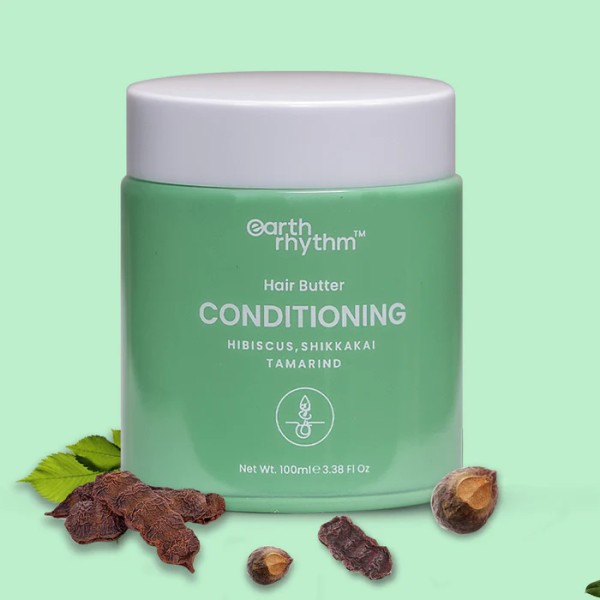 earth
rhythm™
Hair Butter
CONDITIONING
HIBISCUS, SHIKKAKAI
TAMARIND
Net Wt. 100ml ℮ 3.38 Fl Oz